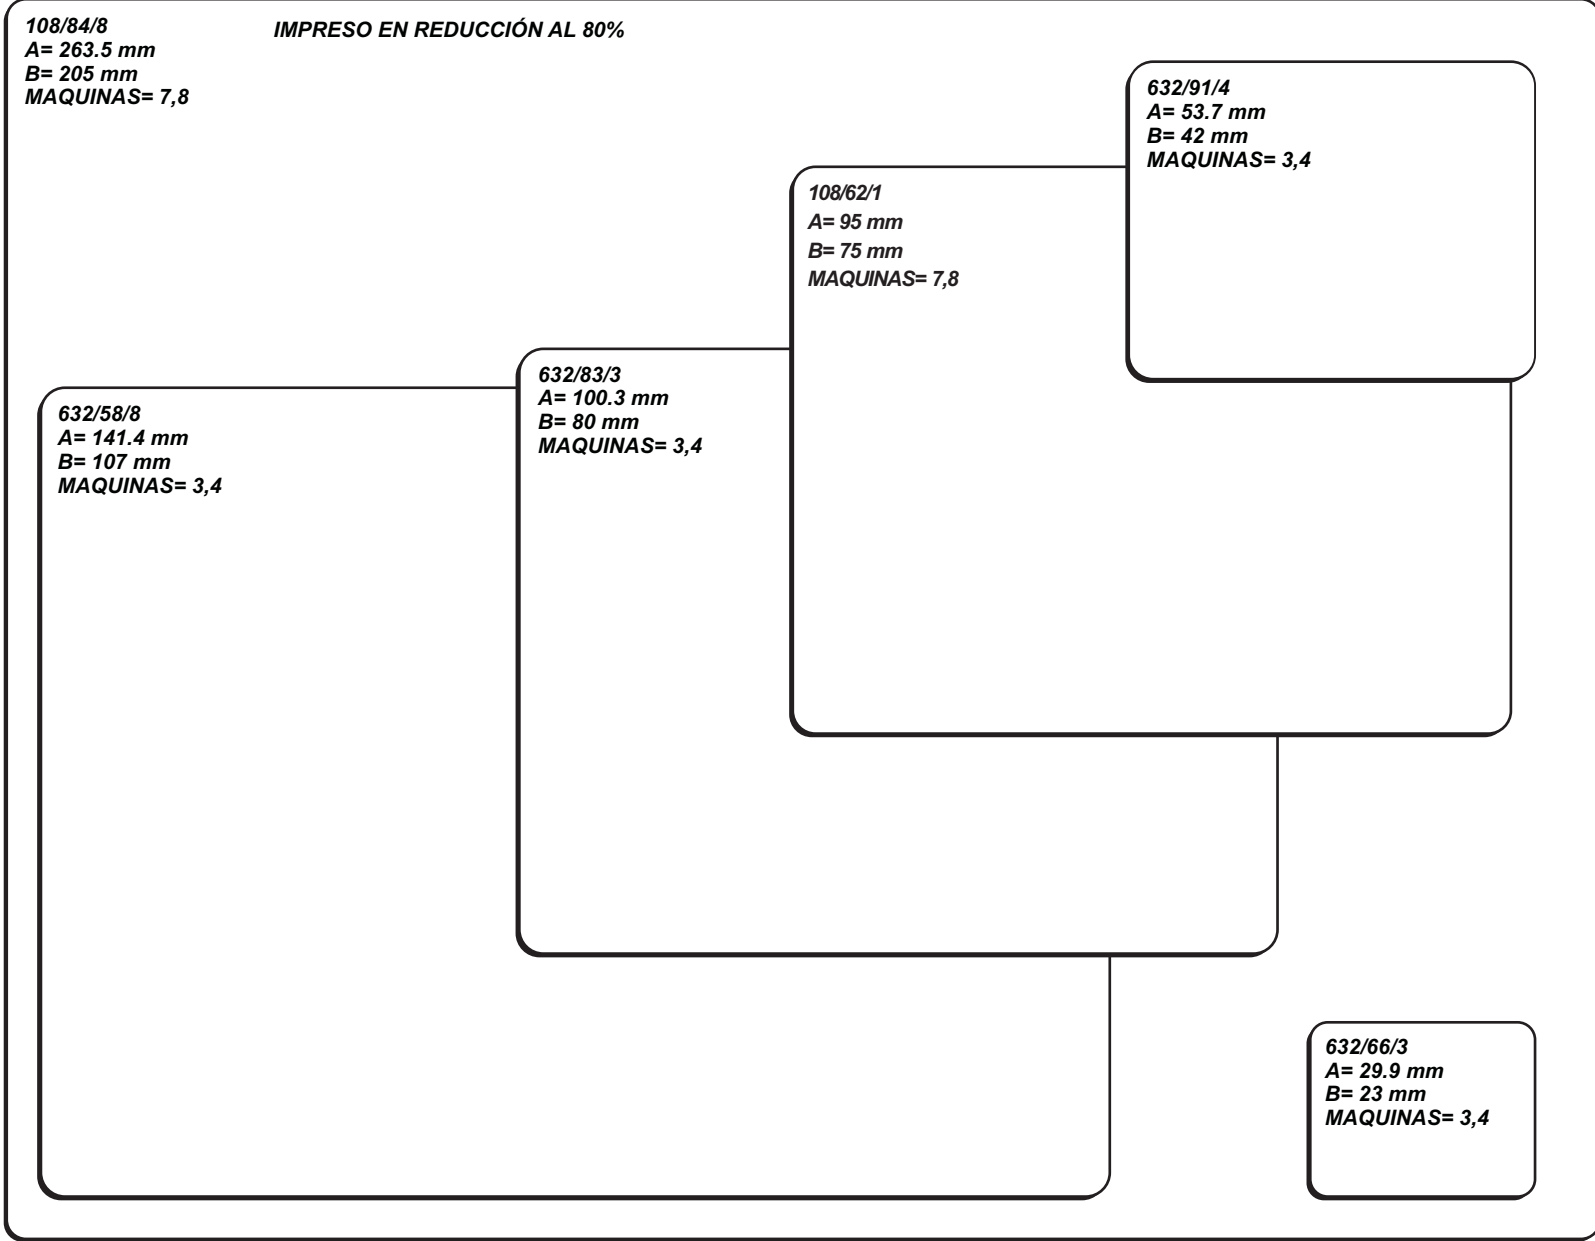 108/84/8
A= 263.5 mm
B= 205 mm
MAQUINAS= 7,8
IMPRESO EN REDUCCIÓN AL 80%
632/91/4
A= 53.7 mm
B= 42 mm
MAQUINAS= 3,4
108/62/1
A= 95 mm
B= 75 mm
MAQUINAS= 7,8
632/83/3
A= 100.3 mm
B= 80 mm
MAQUINAS= 3,4
632/58/8
A= 141.4 mm
B= 107 mm
MAQUINAS= 3,4
632/66/3
A= 29.9 mm
B= 23 mm
MAQUINAS= 3,4